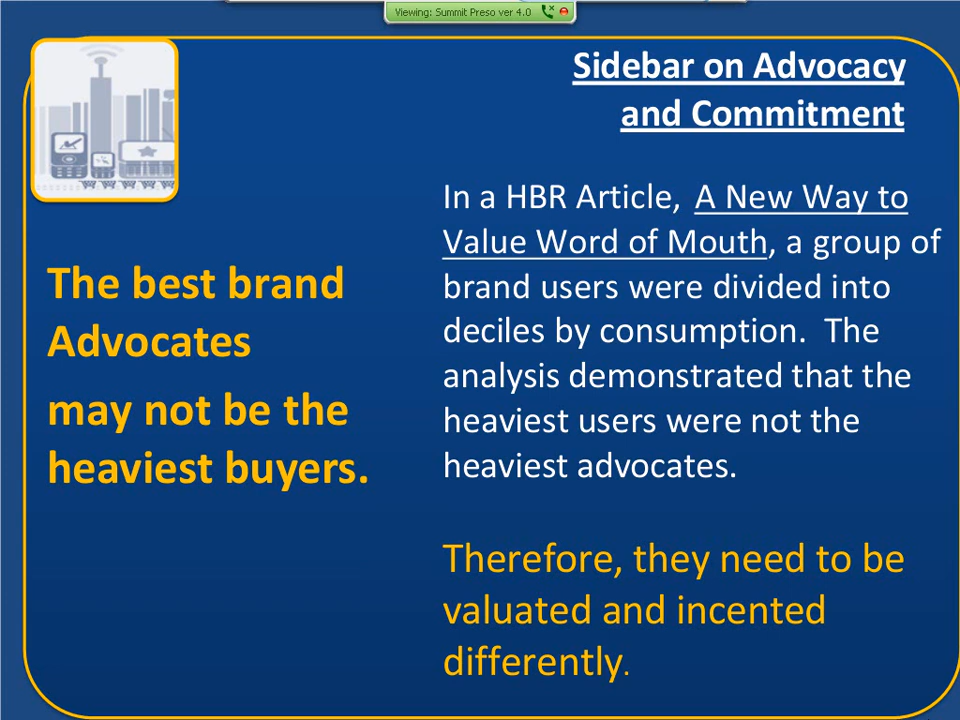 Viewing: Summit Preso ver 4.0
Sidebar on Advocacy
and Commitment
The best brand
Advocates
may not be the
heaviest buyers.
In a HBR Article, A New Way to
Value Word of Mouth, a group of
brand users were divided into
deciles by consumption. The
analysis demonstrated that the
heaviest users were not the
heaviest advocates.
Therefore, they need to be
valuated and incented
differently.